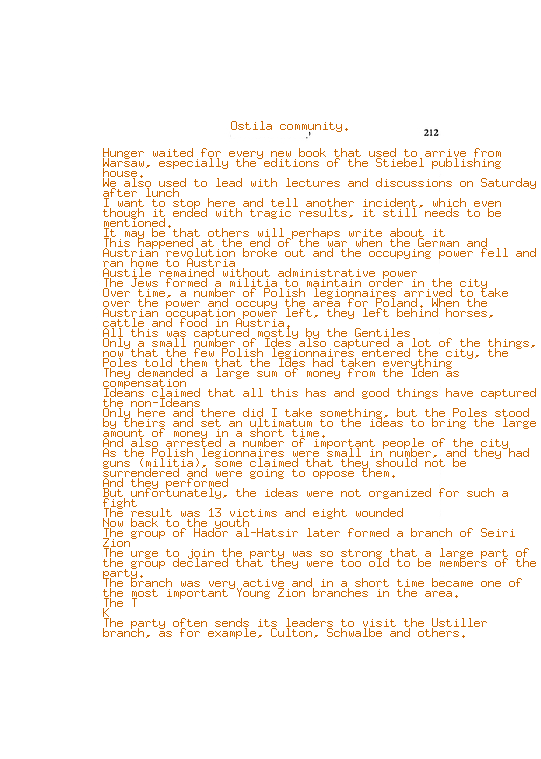 Ostila community.
212
Hunger waited for every new book that used to arrive from
Warsaw, especially the editions of the Stiebel publishing
house.
We also used to lead with lectures and discussions on Saturday
after lunch
I want to stop here and tell another incident, which even
though it ended with tragic results, it still needs to be
mentioned.
It may be that others will perhaps write about it
This happened at the end of the war when the German and
Austrian revolution broke out and the occupying power fell and
ran home to Austria
Austile remained without administrative power
The Jews formed a militia to maintain order in the city
Over time, a number of Polish legionnaires arrived to take
over the power and occupy the area for Poland. When the
Austrian occupation power left, they left behind horses,
cattle and food in Austria.
All this was captured mostly by the Gentiles
Only a small number of Ides also captured a lot of the things,
now that the few Polish legionnaires entered the city, the
Poles told them that the Ides had taken everything
They demanded a large sum of money from the Iden as
compensation
Ideans claimed that all this has and good things have captured
the non-Ideans
Only here and there did I take something, but the Poles stood
by theirs and set an ultimatum to the ideas to bring the large
amount of money in a short time.
And also arrested a number of important people of the city
As the Polish legionnaires were small in number, and they had
guns (militia), some claimed that they should not be
surrendered and were going to oppose them.
And they performed
But unfortunately, the ideas were not organized for such a
fight
The result was 13 victims and eight wounded
Now back to the youth
The group of Hador al-Hatsir later formed a branch of Seiri
Zion
The urge to join the party was so strong that a large part of
the group declared that they were too old to be members of the
party.
The branch was very active and in a short time became one of
the most important Young Zion branches in the area.
The T
K
The party often sends its leaders to visit the Ustiller
branch, as for example, Culton, Schwalbe and others.